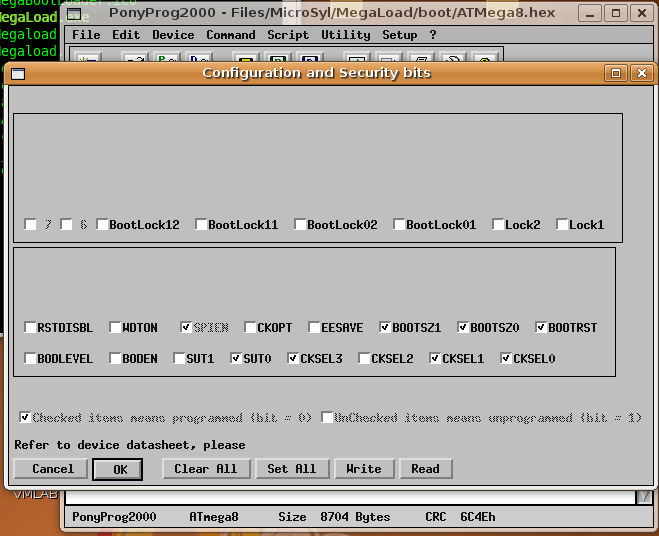 MegaLoad.exe
Megaload
Megaload
PonyProg2000 - Files/MicroSyl/MegaLoad/boot/ATMega8.hex
File Edit Device Command Script Utility Setup ?
Configuration and Security bits
7 6 BootLock12 BootLock11 BootLock02 BootLock01 Lock2 Lock1
RSTDISBL WDTON SPIEN CKOPT EESAVE BOOTSZ1 BOOTSZ0 BOOTRST
BODLEVEL BODEN SUT1 SUT0 CKSEL3 CKSEL2 CKSEL1 CKSEL0
Checked items means programmed (bit = 0) UnChecked items means unprogrammed (bit = 1)
Refer to device datasheet, please
Cancel OK Clear All Set All Write Read
VMLAB
PonyProg2000 ATmega8 Size 8704 Bytes CRC 6C4Eh